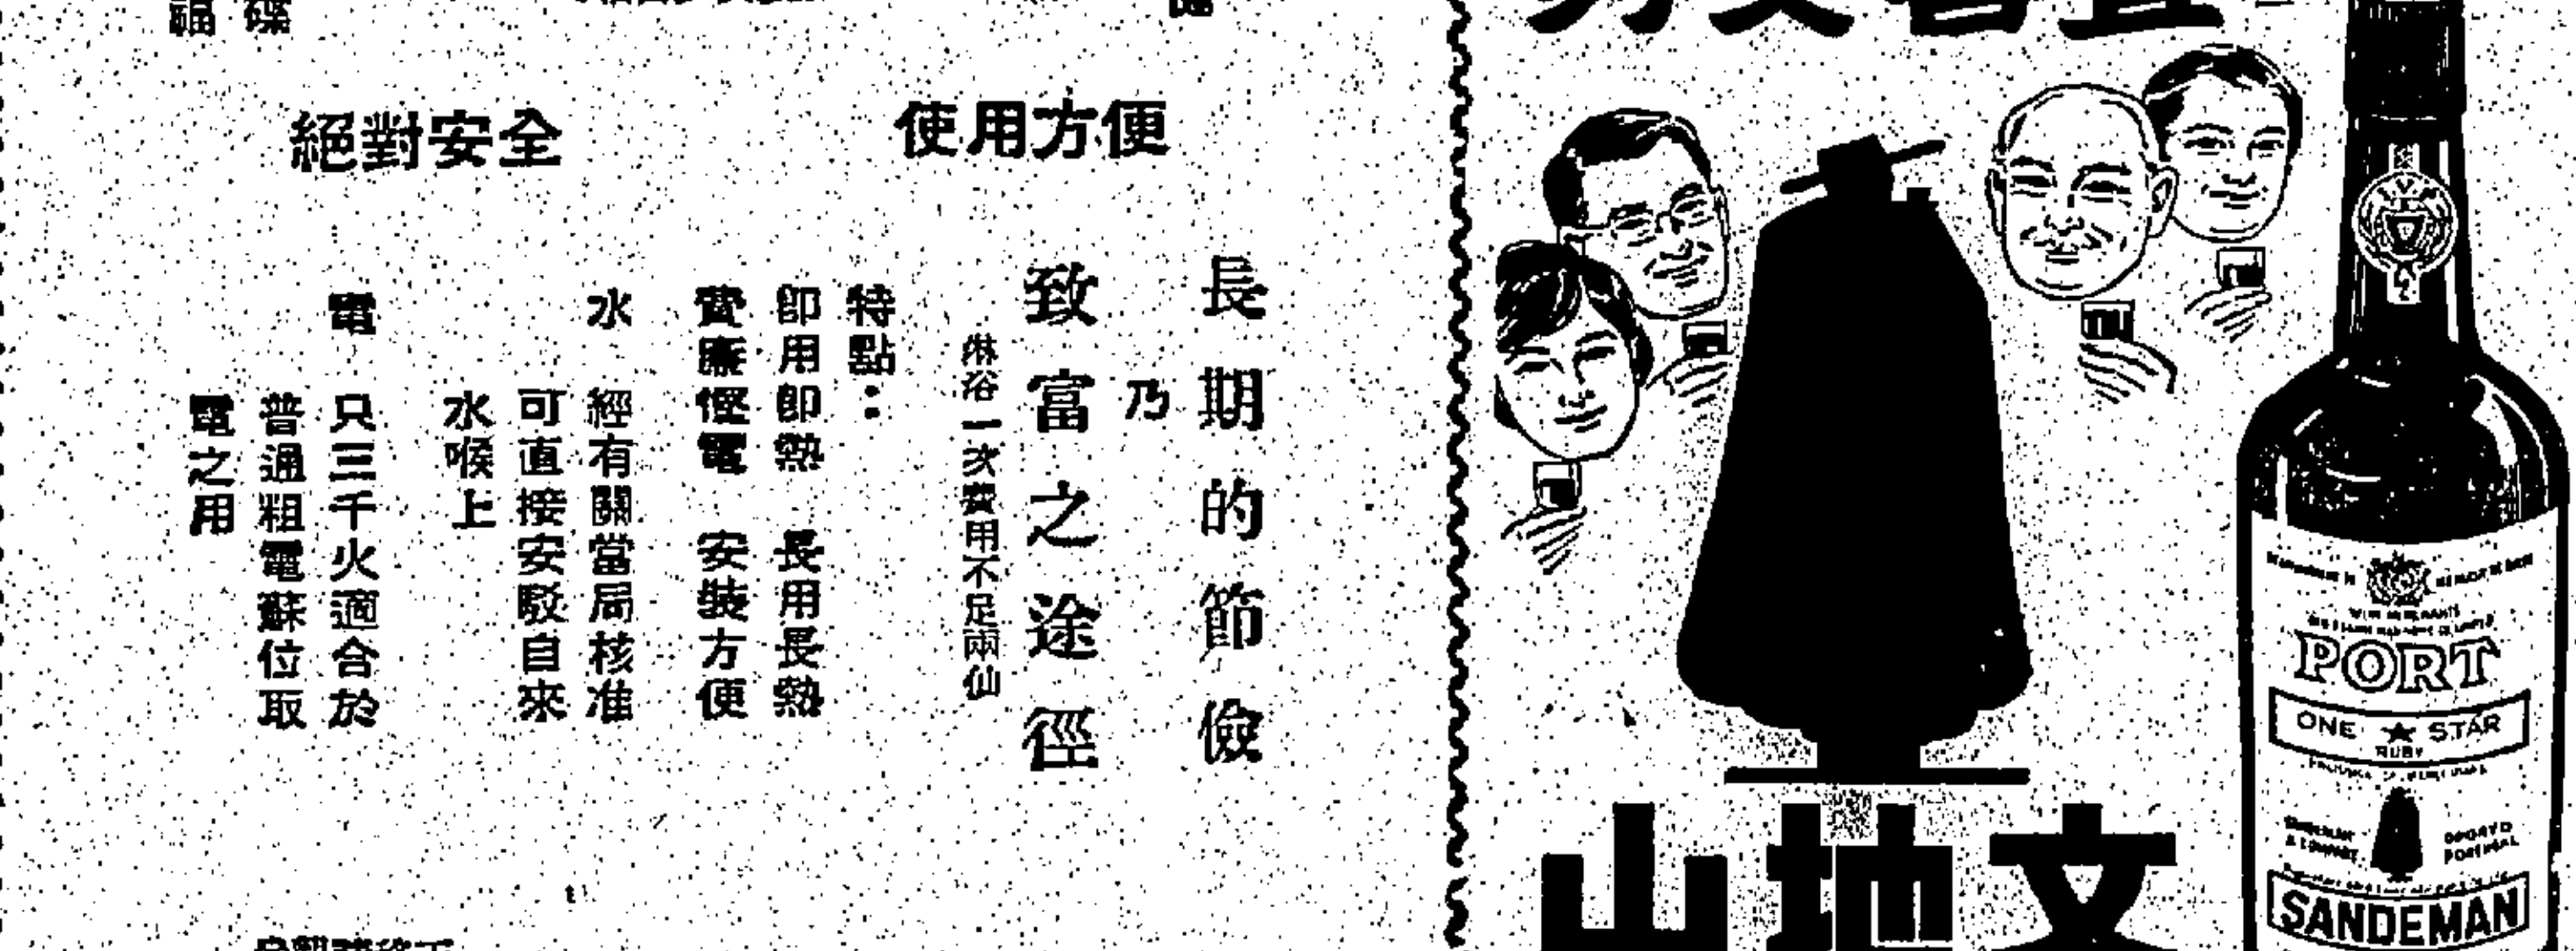 使用方便
絕對安全
長期的節儉
乃
致富之途徑
淋浴一次費用不足兩仙
特點：
即用即熱 長用長熱
費廉慳電 安裝方便
水 經有關當局核准
可直接安駁自來
水喉上
電 只三千火適合於
普通粗電蘇位取
電之用
山地文
PORT
ONE ★ STAR
RUBY
OPORTO
PORTUGAL
SANDEMAN